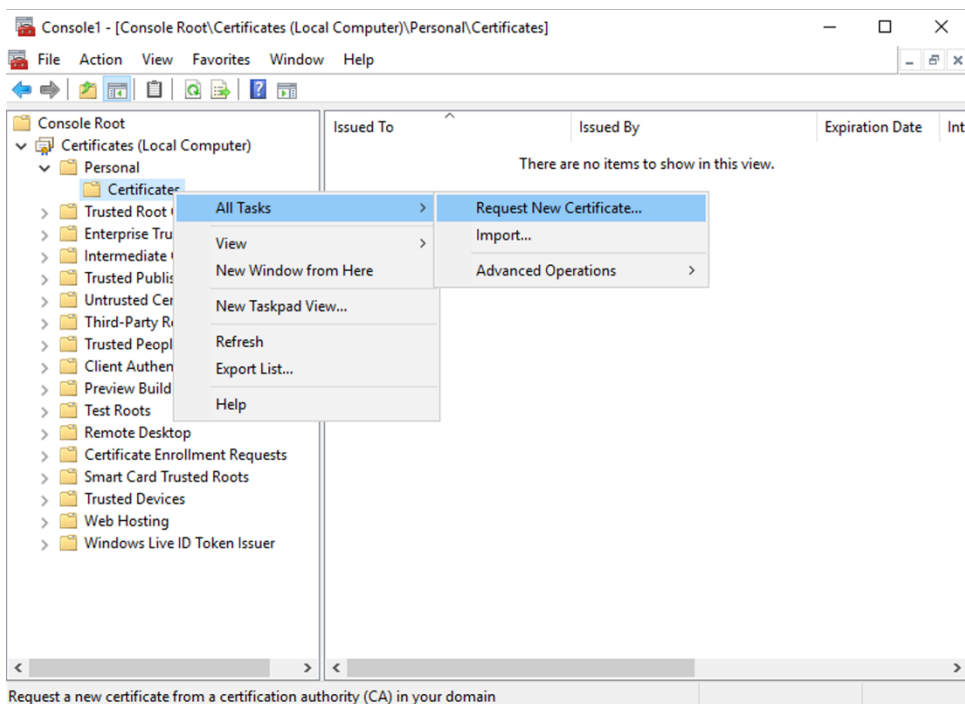 Console1 - [Console Root\Certificates (Local Computer)\Personal\Certificates]
File Action View Favorites Window Help
Console Root
Certificates (Local Computer)
Personal
Certificates
Trusted Root
Enterprise Tru
Intermediate
Trusted Publis
Untrusted Cer
Third-Party R
Trusted Peopl
Client Authen
Preview Build
Test Roots
Remote Desktop
Certificate Enrollment Requests
Smart Card Trusted Roots
Trusted Devices
Web Hosting
Windows Live ID Token Issuer
Issued To Issued By Expiration Date Int
There are no items to show in this view.
All Tasks
View
New Window from Here
New Taskpad View...
Refresh
Export List...
Help
Request New Certificate...
Import...
Advanced Operations
Request a new certificate from a certification authority (CA) in your domain